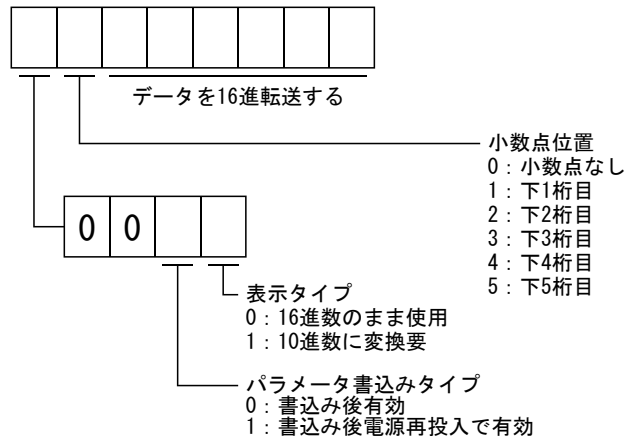 データを16進転送する
小数点位置
0：小数点なし
1：下1桁目
2：下2桁目
3：下3桁目
4：下4桁目
5：下5桁目
0 0
表示タイプ
0：16進数のまま使用
1：10進数に変換要
パラメータ書込みタイプ
0：書込み後有効
1：書込み後電源再投入で有効